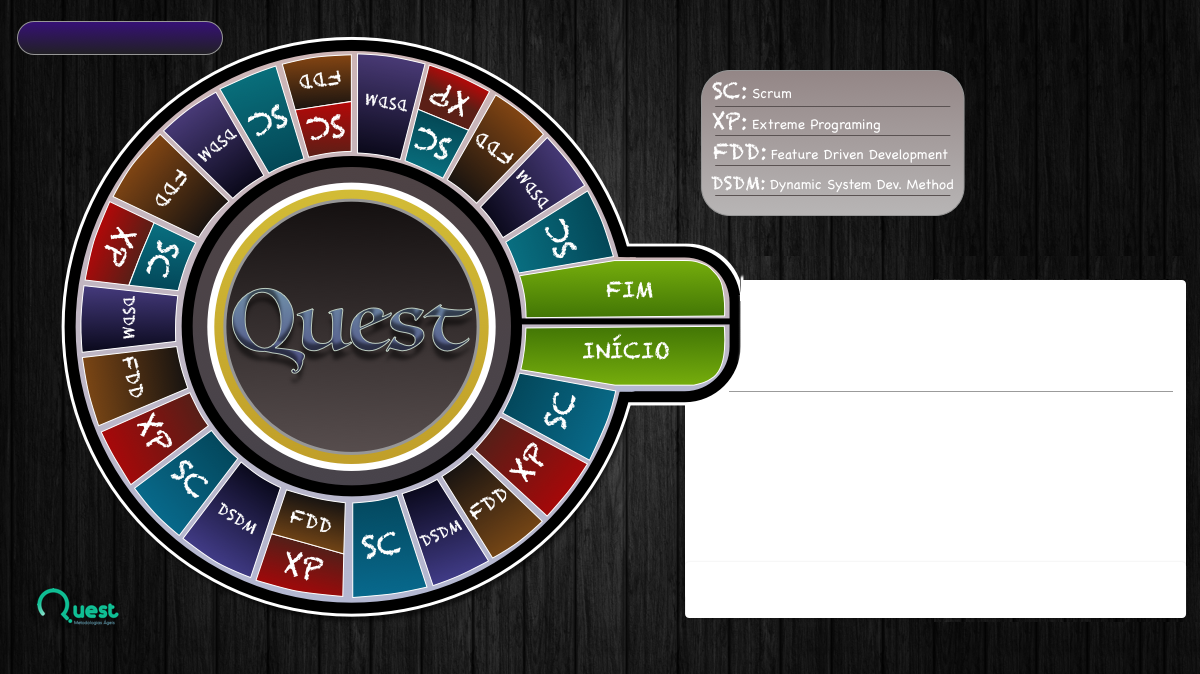 INÍCIO
SC
XP
FDD
DSDM
SC
FDD
XP
DSDM
SC
XP
FDD
DSDM
XP
SC
FDD
DSDM
SC
FDD
SC
DSDM
XP
SC
FDD
DSDM
SC
FIM
Quest
SC: Scrum
XP: Extreme Programing
FDD: Feature Driven Development
DSDM: Dynamic System Dev. Method
Quest
Metodologias Ágeis